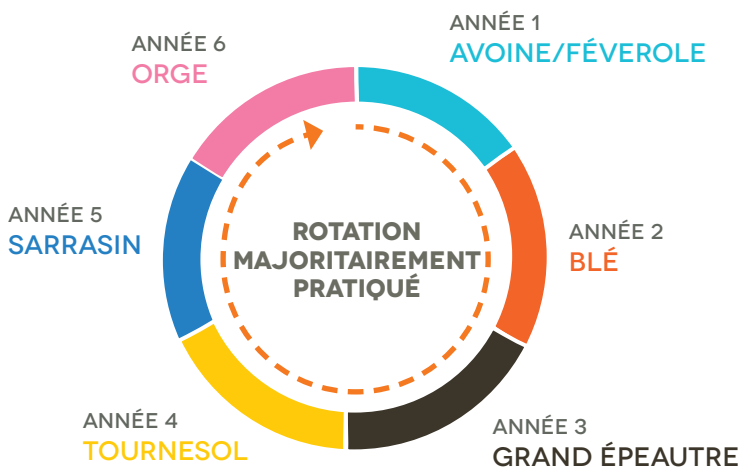 ANNÉE 1
AVOINE/FÉVEROLE
ANNÉE 2
BLÉ
ANNÉE 3
GRAND ÉPEAUTRE
ANNÉE 4
TOURNESOL
ANNÉE 5
SARRASIN
ANNÉE 6
ORGE
ROTATION
MAJORITAIREMENT
PRATIQUÉ